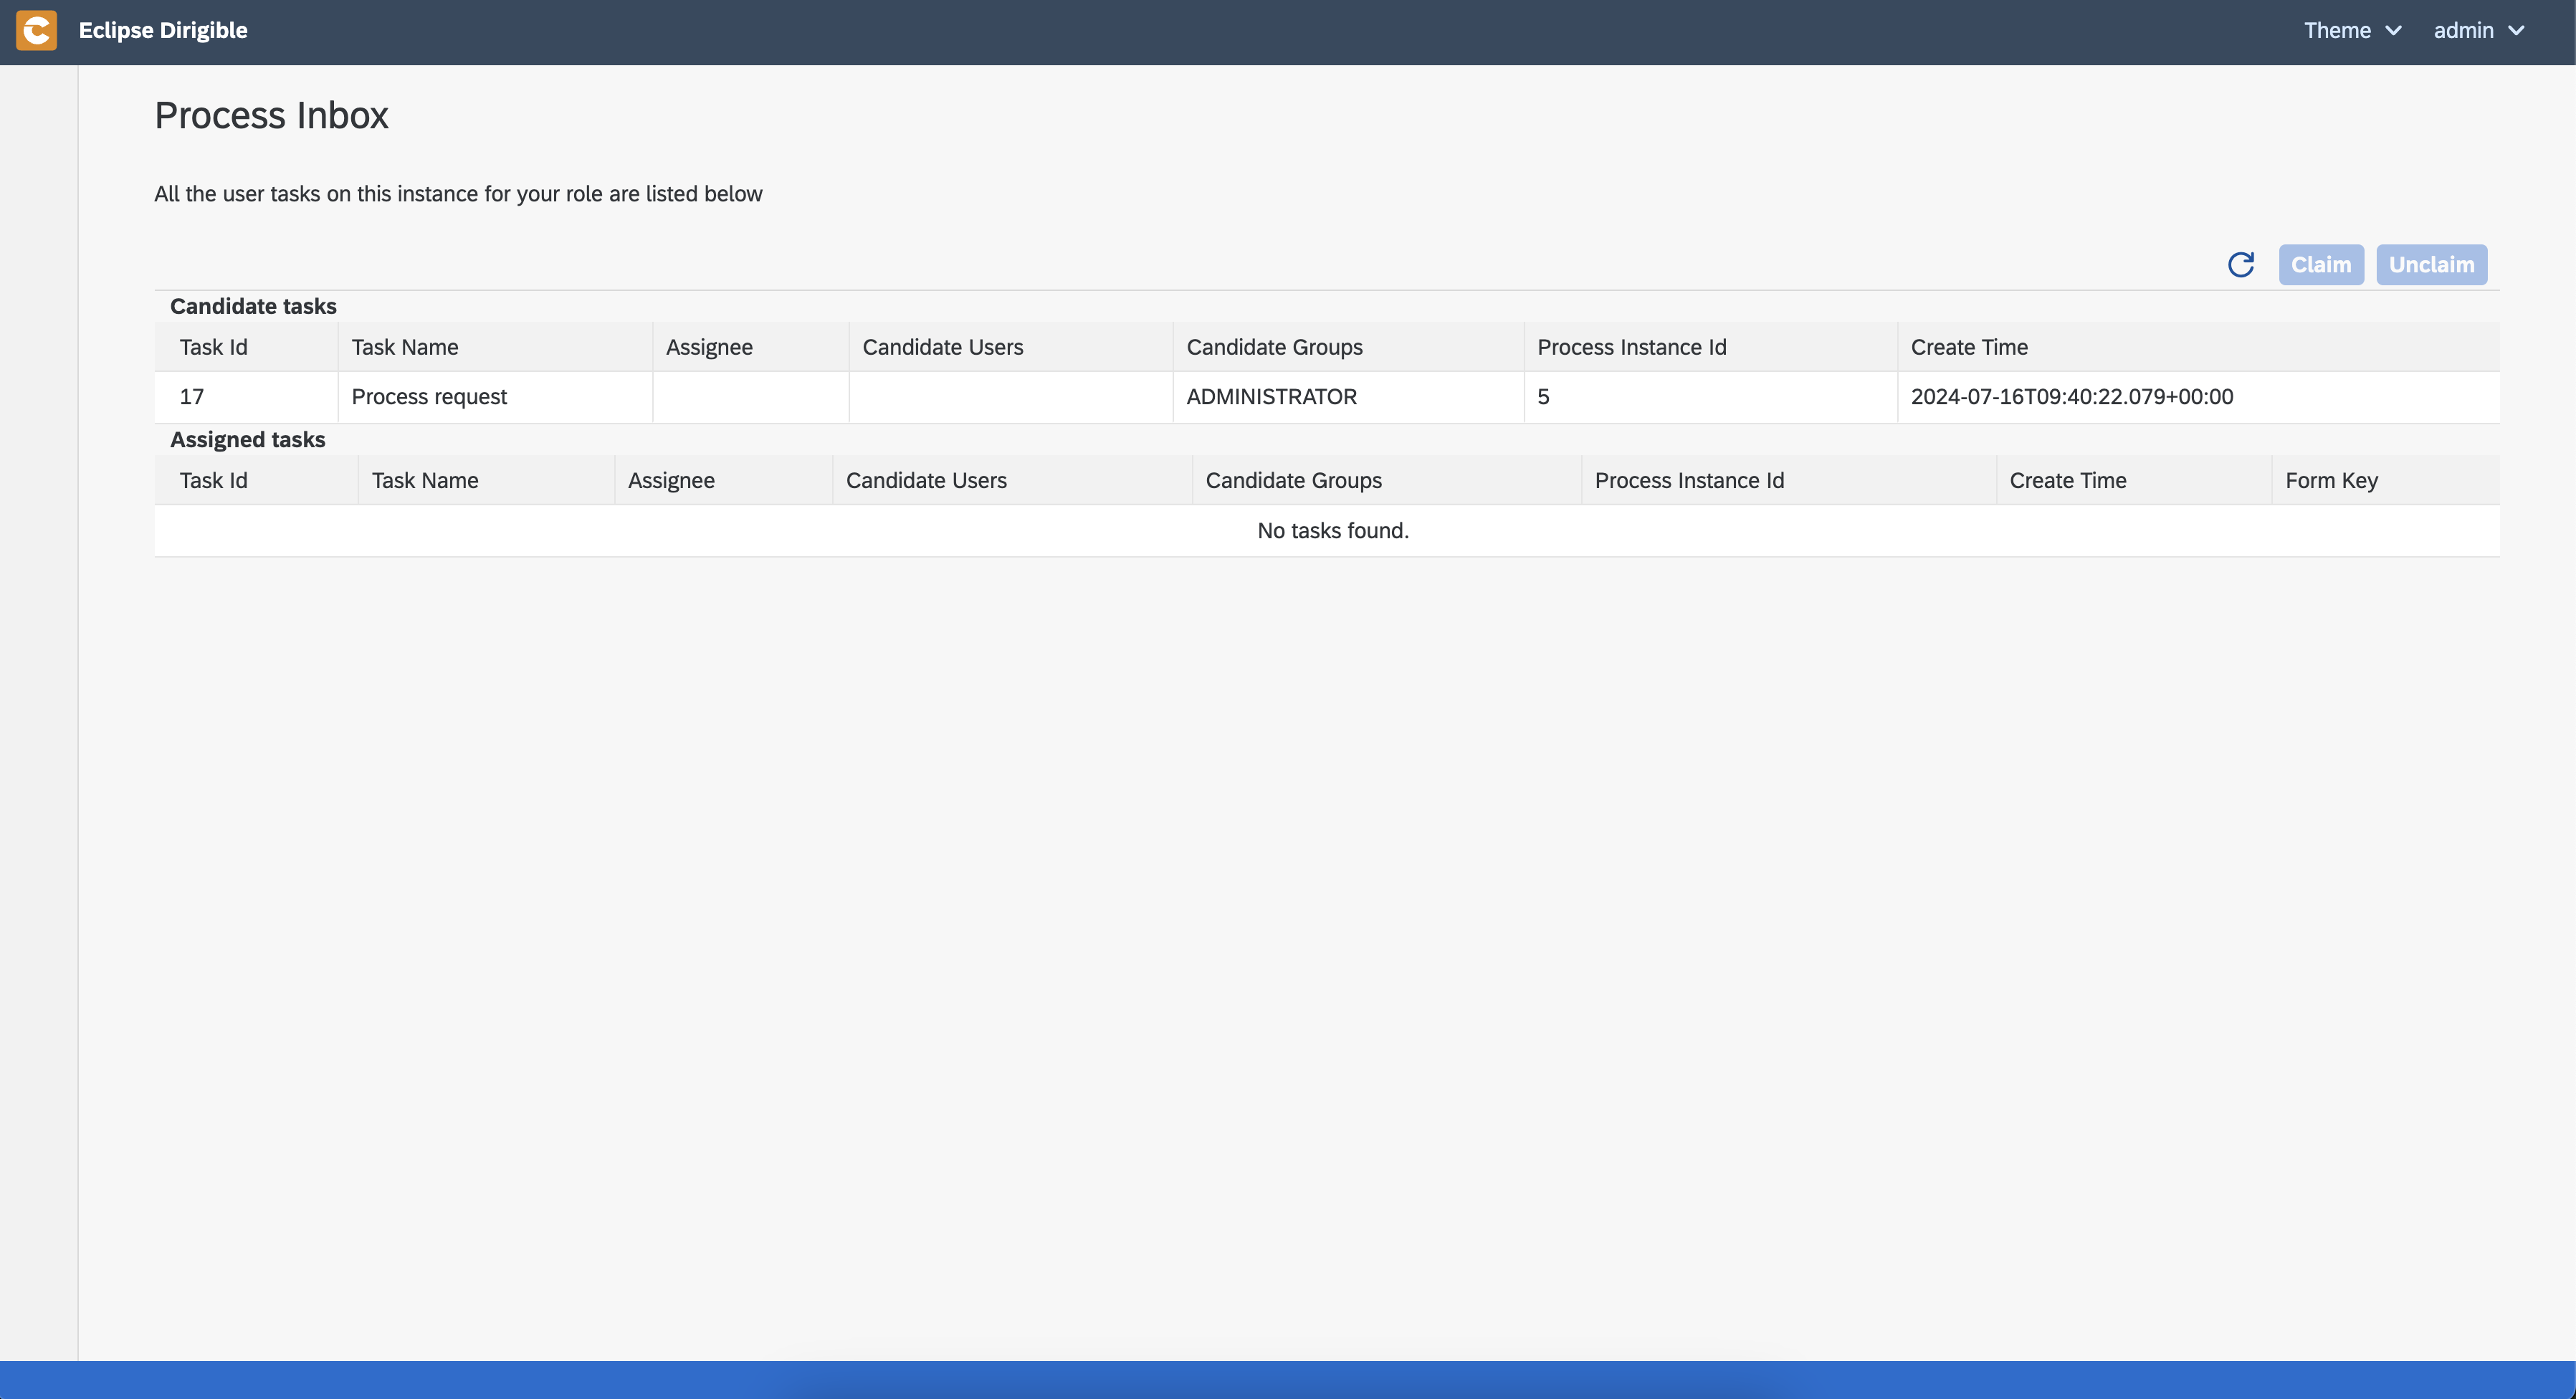 Eclipse Dirigible Theme admin
Process Inbox
All the user tasks on this instance for your role are listed below
Claim Unclaim
Candidate tasks
Task Id Task Name Assignee Candidate Users Candidate Groups Process Instance Id Create Time
17 Process request ADMINISTRATOR 5 2024-07-16T09:40:22.079+00:00
Assigned tasks
Task Id Task Name Assignee Candidate Users Candidate Groups Process Instance Id Create Time Form Key
No tasks found.